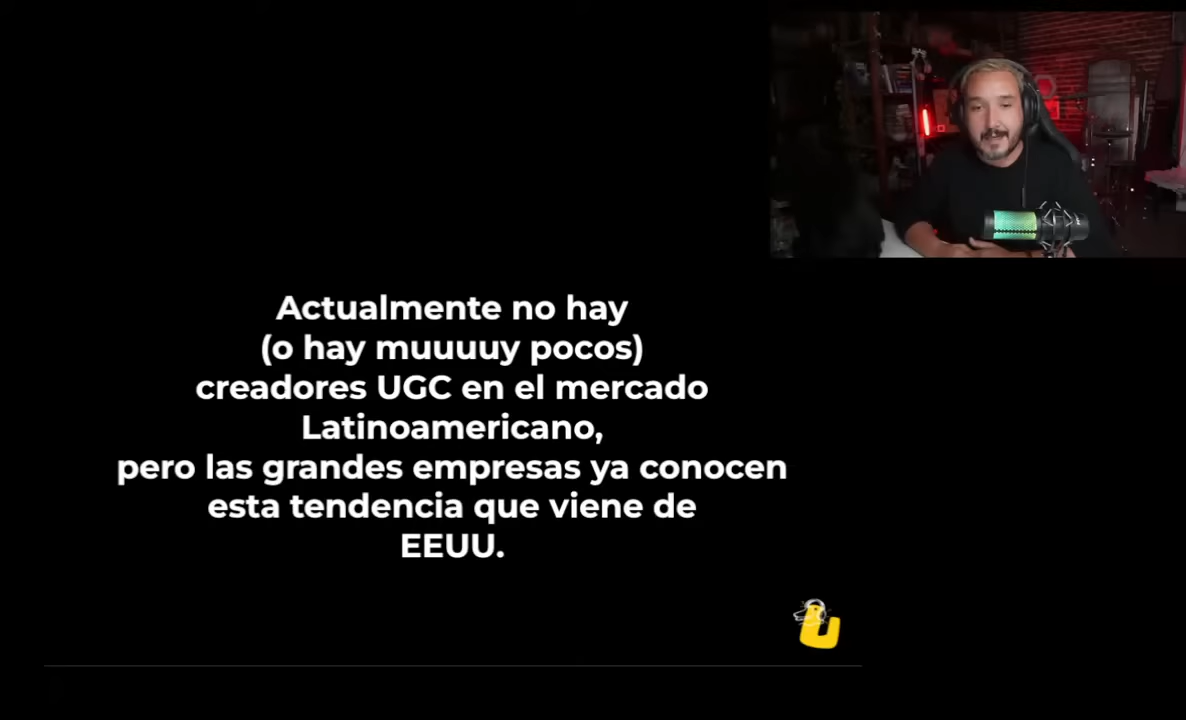 Actualmente no hay
(o hay muuuuy pocos)
creadores UGC en el mercado
Latinoamericano,
pero las grandes empresas ya conocen
esta tendencia que viene de
EEUU.